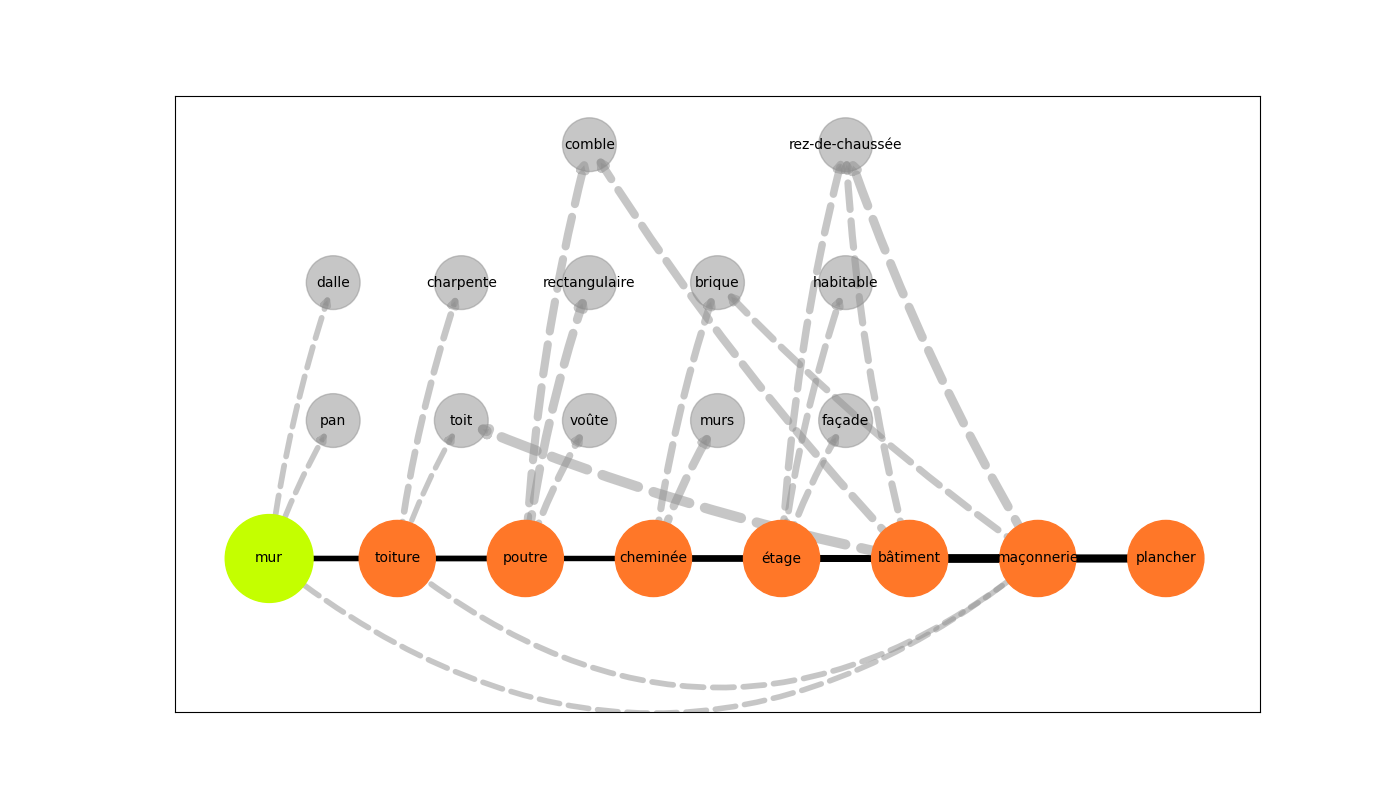 comble rez-de-chaussée
dalle charpente rectangulaire brique habitable
pan toit voûte murs façade
mur toiture poutre cheminée étage bâtiment maçonnerie plancher